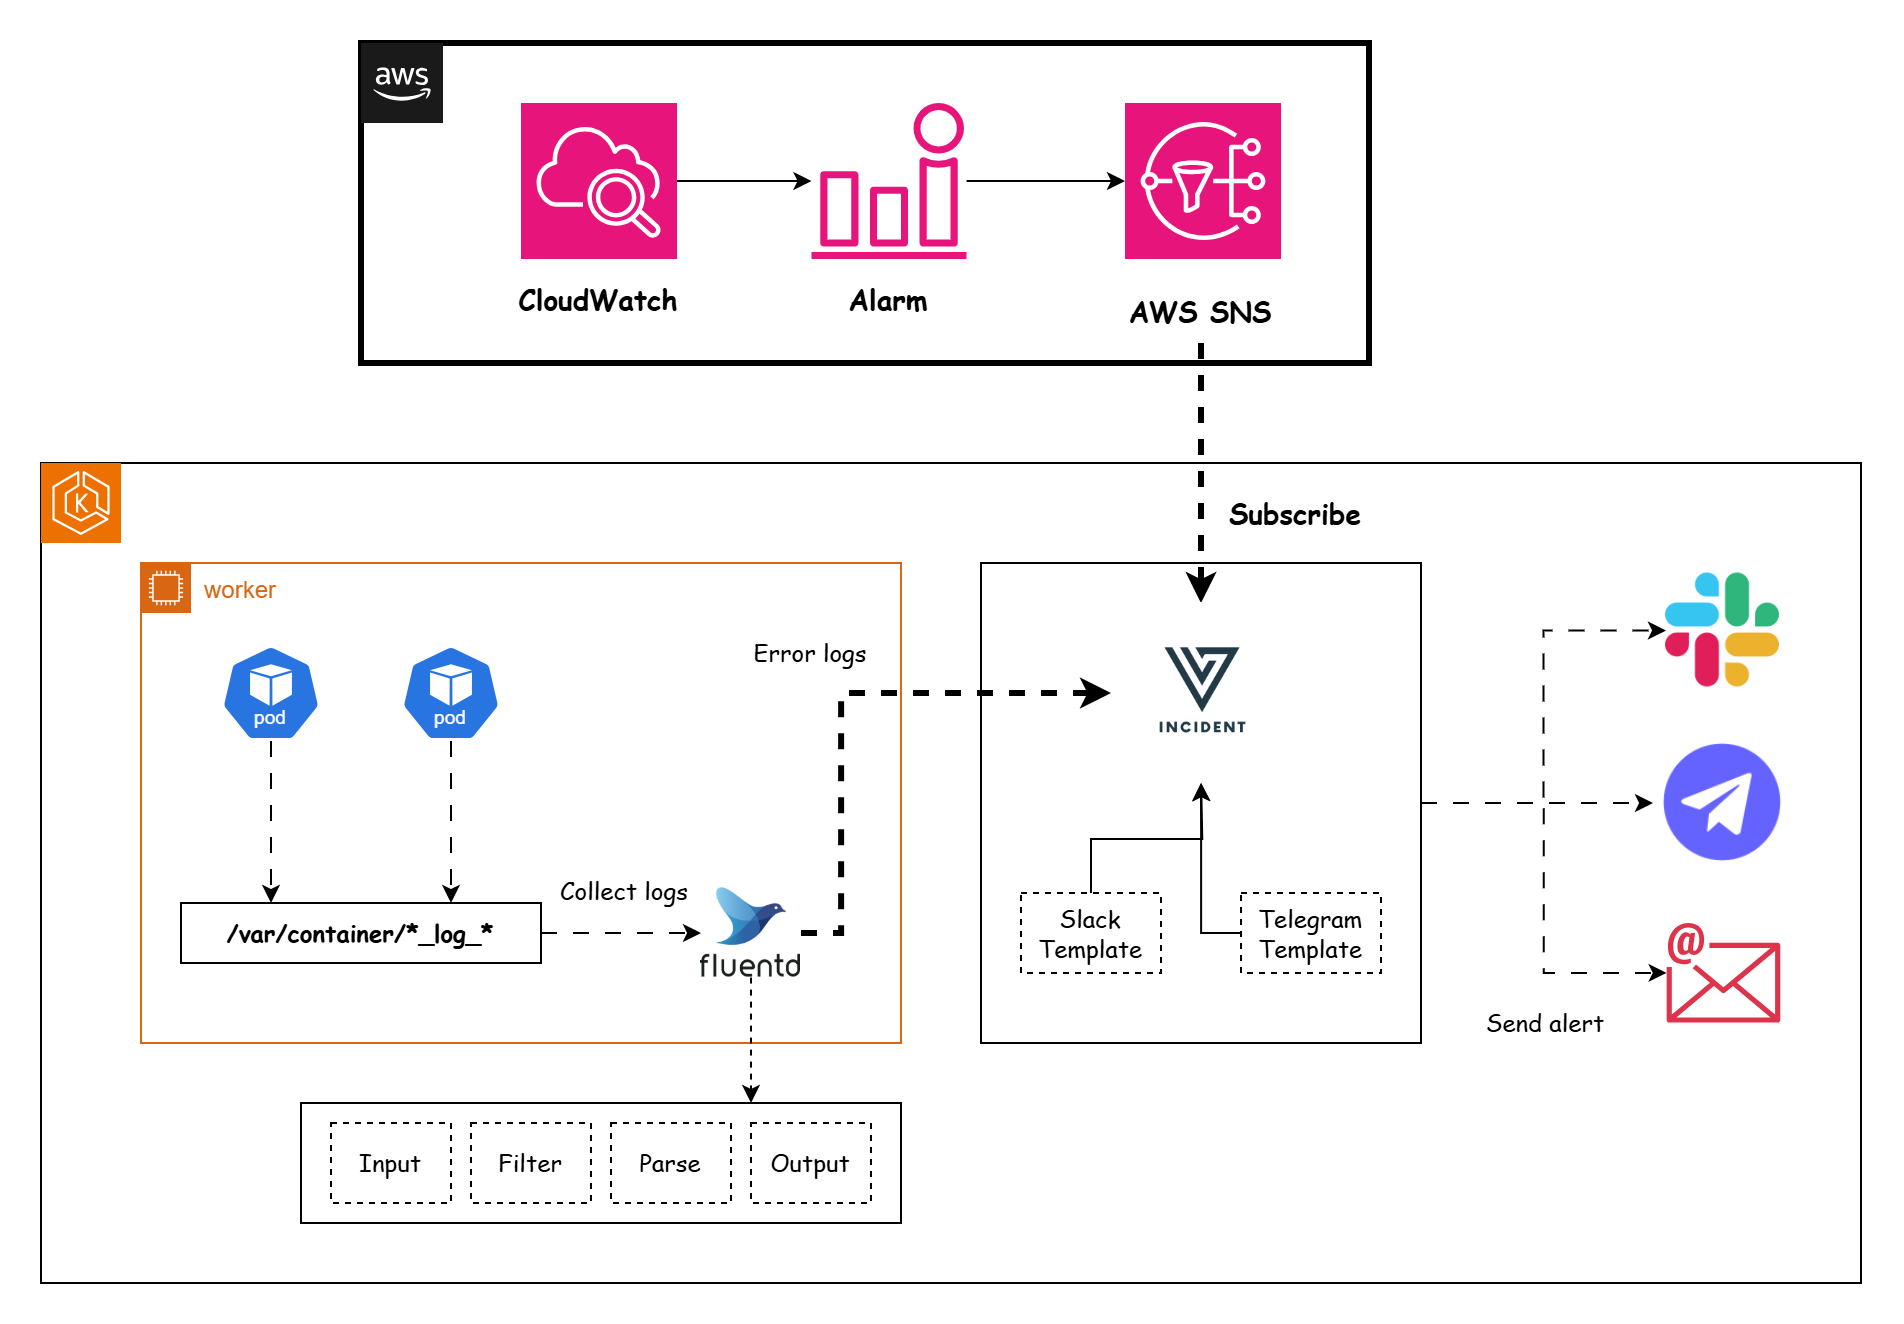 aws
CloudWatch
Alarm
AWS SNS
Subscribe
K
worker
pod
pod
Error logs
INCIDENT
Collect logs
/var/container/*_log_*
fluentd
Slack
Template
Telegram
Template
@
Send alert
Input
Filter
Parse
Output